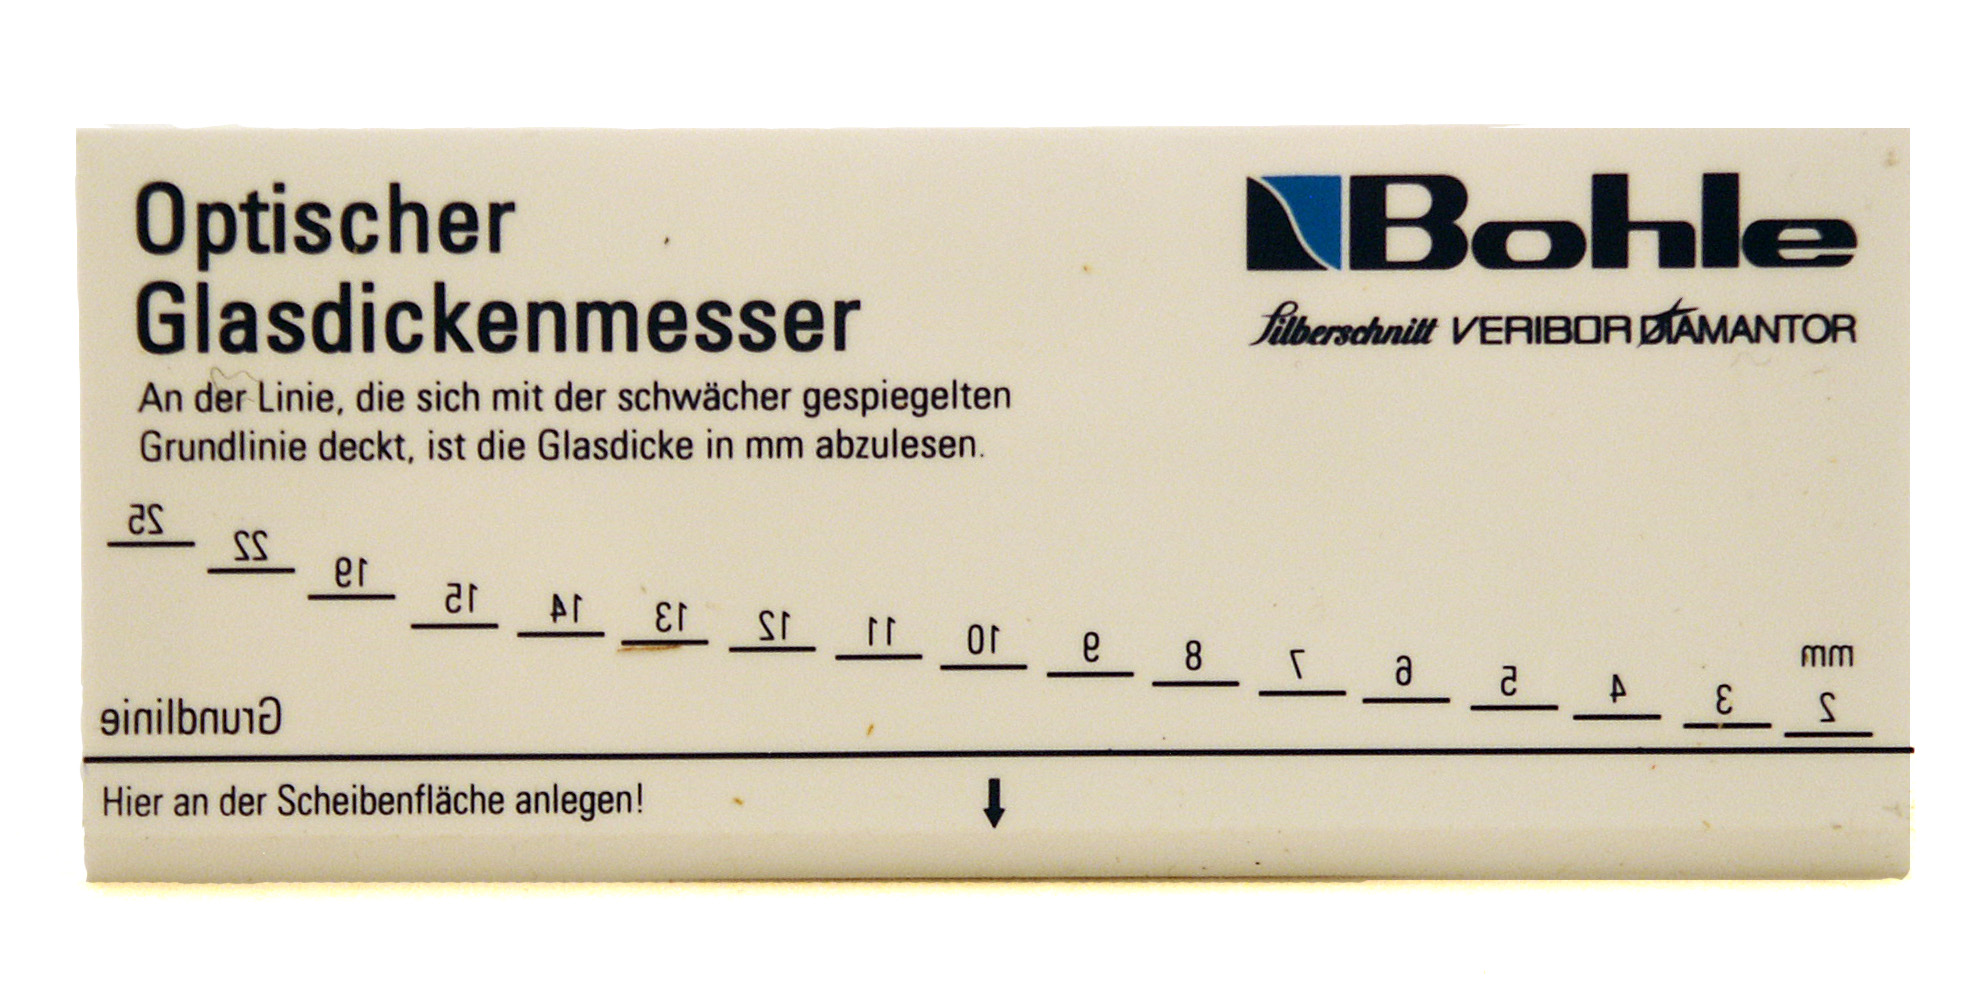 Optischer
Glasdickenmesser
An der Linie, die sich mit der schwächer gespiegelten
Grundlinie deckt, ist die Glasdicke in mm abzulesen.
Bohle
Silberschnitt VERIBOR DIAMANTOR
25 22 19 15 14 13 12 11 10 9 8 7 6 5 4 3 2
mm
Grundlinie
Hier an der Scheibenfläche anlegen!